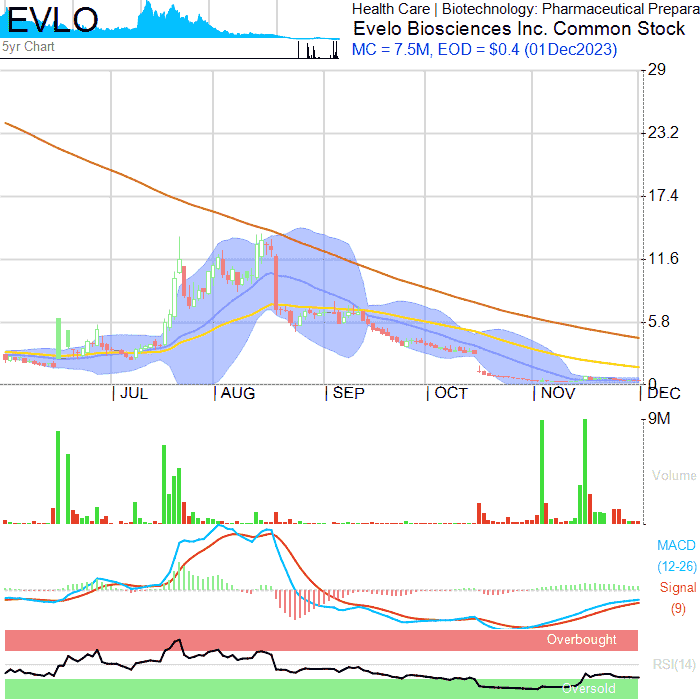 EVLO
5yr Chart
Health Care | Biotechnology: Pharmaceutical Prepara
Evelo Biosciences Inc. Common Stock
MC = 7.5M, EOD = $0.4 (01Dec2023)
29
23.2
17.4
11.6
5.8
0
JUL AUG SEP OCT NOV DEC
9M
Volume
MACD
(12-26)
Signal
(9)
Overbought
RSI(14)
Oversold